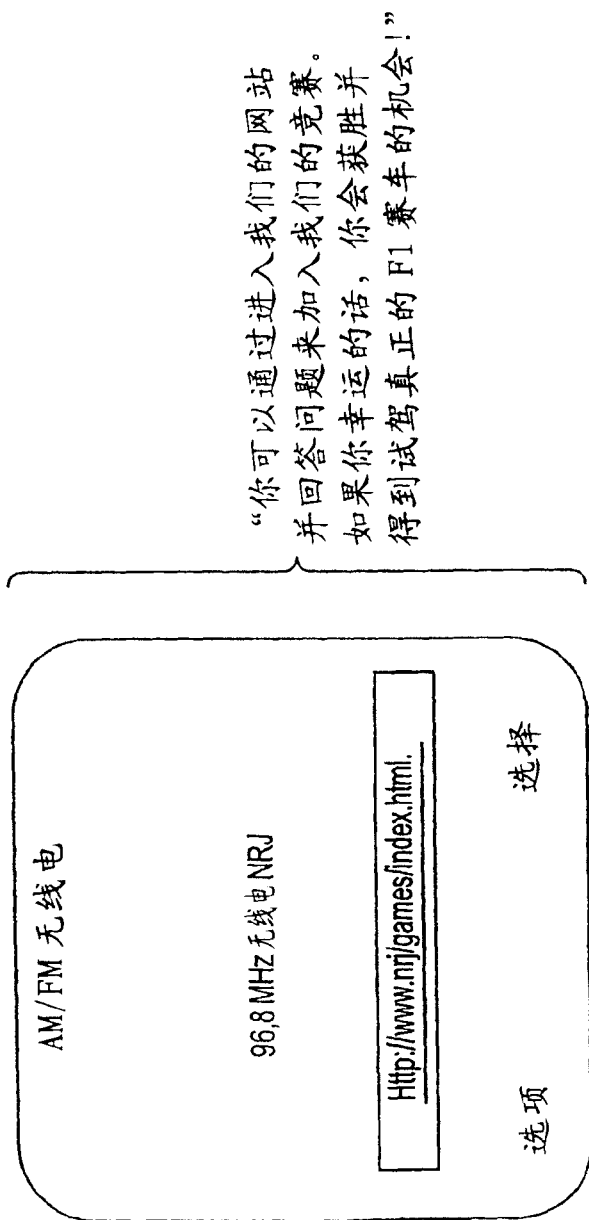 AM/FM 无线电
96,8 MHz 无线电 NRJ
Http://www.nrj/games/index.html.
选项
选择
“你可以通过进入我们的网站
并回答问题来加入我们的竞赛。
如果你幸运的话，你会获胜并
得到试驾真正的 F1 赛车的机会！”